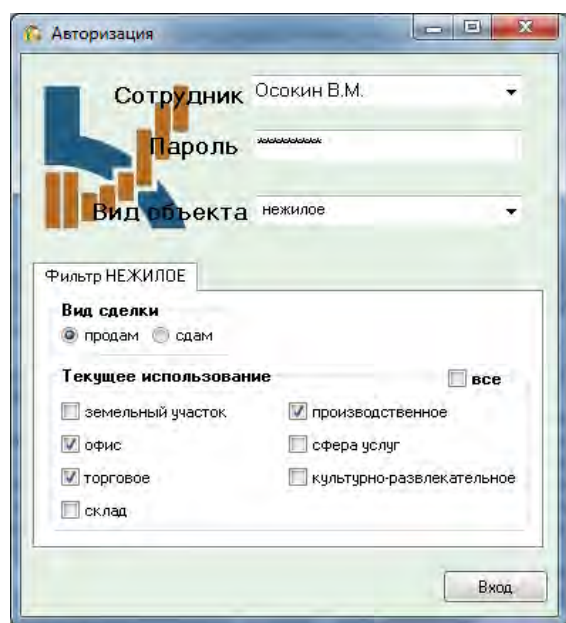 Авторизация
Сотрудник Осокин В.М.
Пароль **********
Вид объекта нежилое
Фильтр НЕЖИЛОЕ
Вид сделки
продам сдам
Текущее использование все
земельный участок производственное
офис сфера услуг
торговое культурно-развлекательное
склад
Вход